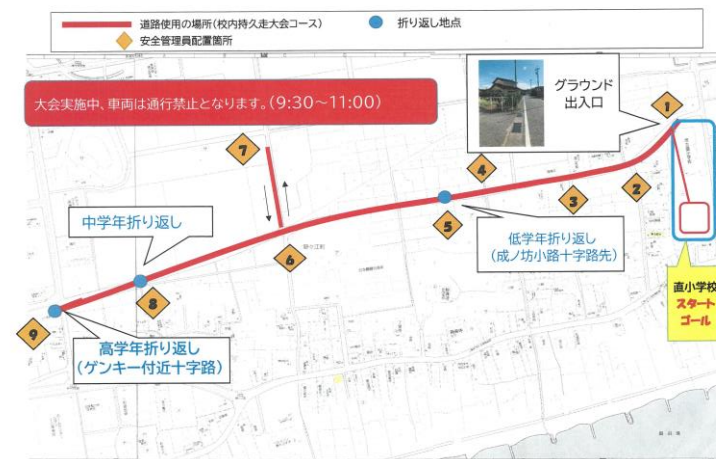 道路使用の場所(校内持久走大会コース)
折り返し地点
安全管理員配置箇所
大会実施中、車両は通行禁止となります。(9:30～11:00)
グラウンド
出入口
1
7
4
2
3
中学年折り返し
5
6
低学年折り返し
(成ノ坊小路十字路先)
8
直小学校
スタート
ゴール
9
高学年折り返し
(ゲンキー付近十字路)